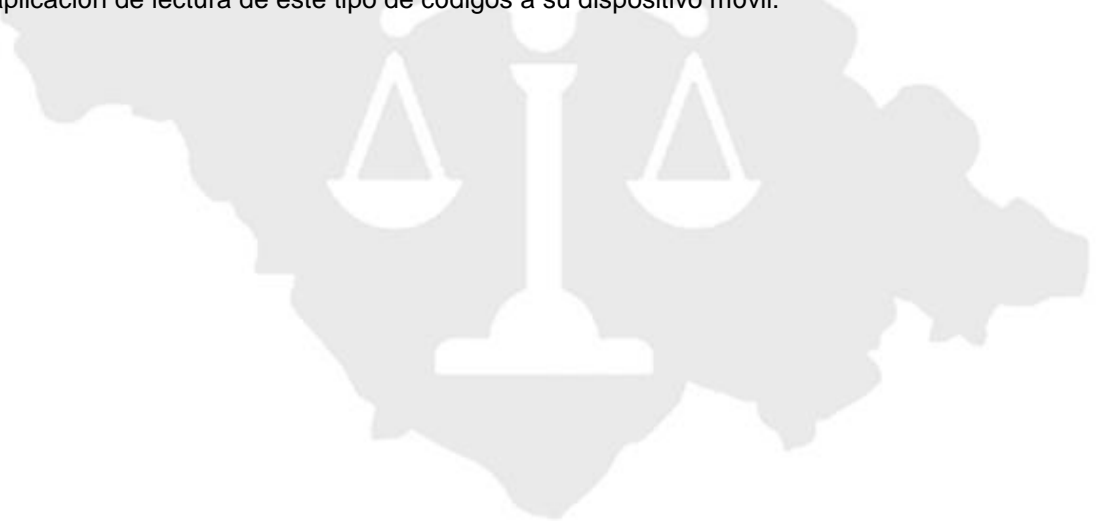 aplicación de lectura de este tipo de códigos a su dispositivo móvil.